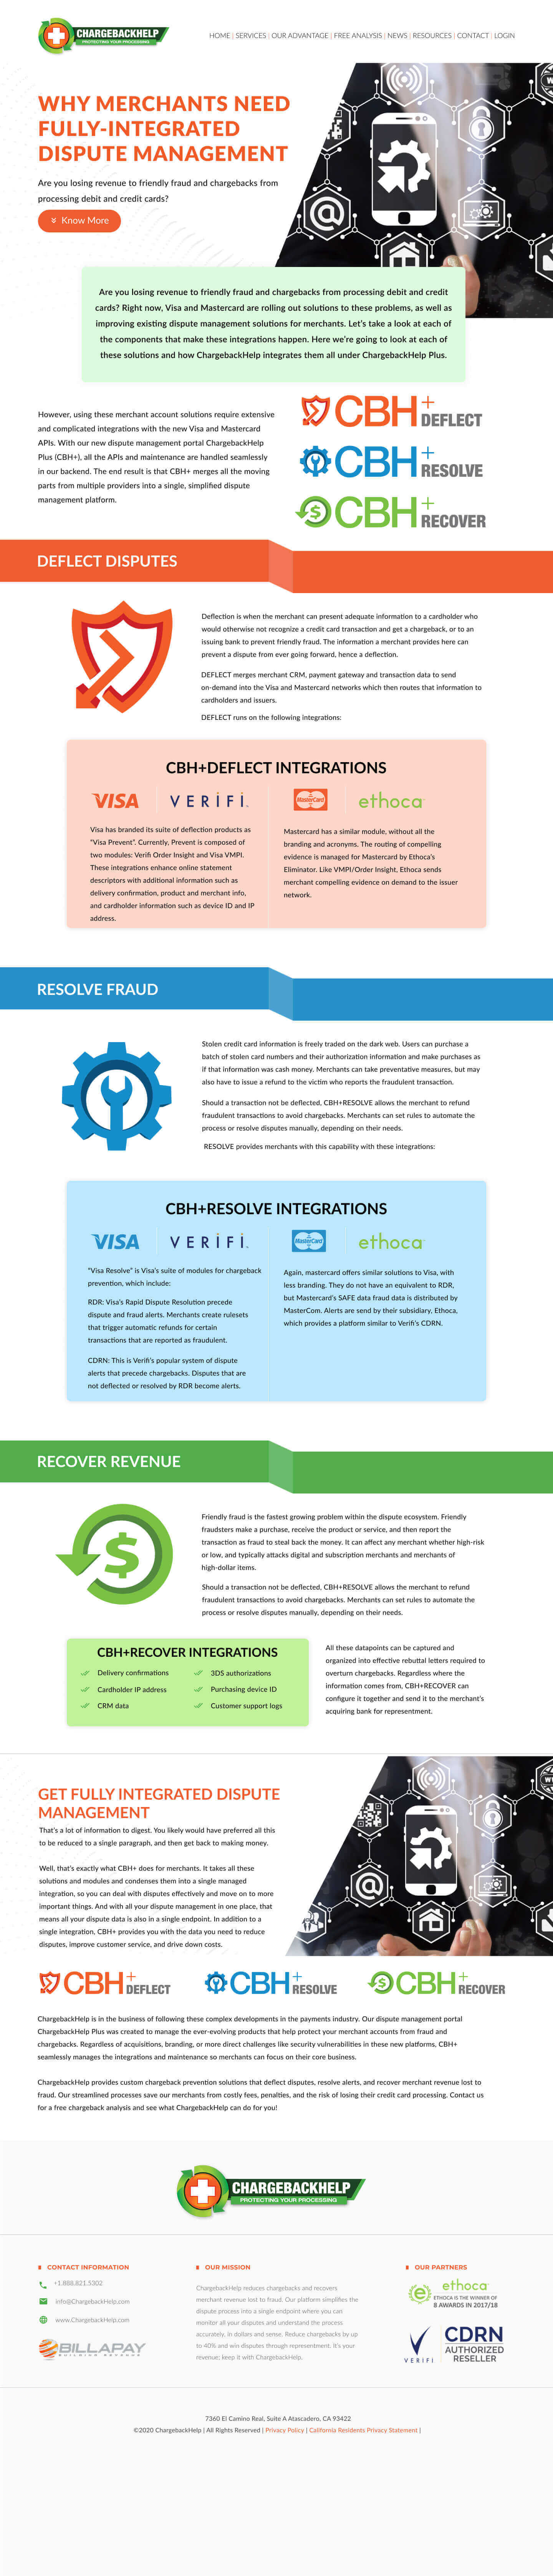 CHARGEBACKHELP
PROTECTING YOUR PROCESSING
HOME | SERVICES | OUR ADVANTAGE | FREE ANALYSIS | NEWS | RESOURCES | CONTACT | LOGIN
WHY MERCHANTS NEED
FULLY-INTEGRATED
DISPUTE MANAGEMENT
Are you losing revenue to friendly fraud and chargebacks from
processing debit and credit cards?
Know More
Are you losing revenue to friendly fraud and chargebacks from processing debit and credit
cards? Right now, Visa and Mastercard are rolling out solutions to these problems, as well as
improving existing dispute management solutions for merchants. Let's take a look at each of
the components that make these integrations happen. Here we're going to look at each of
these solutions and how ChargebackHelp integrates them all under ChargebackHelp Plus.
However, using these merchant account solutions require extensive
and complicated integrations with the new Visa and Mastercard
APIs. With our new dispute management portal ChargebackHelp
Plus (CBH+), all the APIs and maintenance are handled seamlessly
in our backend. The end result is that CBH+ merges all the moving
parts from multiple providers into a single, simplified dispute
management platform.
CBH+ DEFLECT
CBH+ RESOLVE
CBH+ RECOVER
DEFLECT DISPUTES
Deflection is when the merchant can present adequate information to a cardholder who
would otherwise not recognize a credit card transaction and get a chargeback, or to an
issuing bank to prevent friendly fraud. The information a merchant provides here can
prevent a dispute from ever going forward, hence a deflection.
DEFLECT merges merchant CRM, payment gateway and transaction data to send
on-demand into the Visa and Mastercard networks which then routes that information to
cardholders and issuers.
DEFLECT runs on the following integrations:
CBH+DEFLECT INTEGRATIONS
VISA VERIFI. MasterCard ethoca
Visa has branded its suite of deflection products as
"Visa Prevent". Currently, Prevent is composed of
two modules: Verifi Order Insight and Visa VMPI.
These integrations enhance online statement
descriptors with additional information such as
delivery confirmation, product and merchant info,
and cardholder information such as device ID and IP
address.
Mastercard has a similar module, without all the
branding and acronyms. The routing of compelling
evidence is managed for Mastercard by Ethoca's
Eliminator. Like VMPI/Order Insight, Ethoca sends
merchant compelling evidence on demand to the issuer
network.
RESOLVE FRAUD
Stolen credit card information is freely traded on the dark web. Users can purchase a
batch of stolen card numbers and their authorization information and make purchases as
if that information was cash money. Merchants can take preventative measures, but may
also have to issue a refund to the victim who reports the fraudulent transaction.
Should a transaction not be deflected, CBH+RESOLVE allows the merchant to refund
fraudulent transactions to avoid chargebacks. Merchants can set rules to automate the
process or resolve disputes manually, depending on their needs.
RESOLVE provides merchants with this capability with these integrations:
CBH+RESOLVE INTEGRATIONS
VISA VERIFI. MasterCard ethoca
"Visa Resolve" is Visa's suite of modules for chargeback
prevention, which include:
RDR: Visa's Rapid Dispute Resolution precede
dispute and fraud alerts. Merchants create rulesets
that trigger automatic refunds for certain
transactions that are reported as fraudulent.
CDRN: This is Verifi's popular system of dispute
alerts that precede chargebacks. Disputes that are
not deflected or resolved by RDR become alerts.
Again, mastercard offers similar solutions to Visa, with
less branding. They do not have an equivalent to RDR,
but Mastercard's SAFE data fraud data is distributed by
MasterCom. Alerts are send by their subsidiary, Ethoca,
which provides a platform similar to Verifi's CDRN.
RECOVER REVENUE
Friendly fraud is the fastest growing problem within the dispute ecosystem. Friendly
fraudsters make a purchase, receive the product or service, and then report the
transaction as fraud to steal back the money. It can affect any merchant whether high-risk
or low, and typically attacks digital and subscription merchants and merchants of
high-dollar items.
Should a transaction not be deflected, CBH+RESOLVE allows the merchant to refund
fraudulent transactions to avoid chargebacks. Merchants can set rules to automate the
process or resolve disputes manually, depending on their needs.
CBH+RECOVER INTEGRATIONS
Delivery confirmations
Cardholder IP address
CRM data
3DS authorizations
Purchasing device ID
Customer support logs
All these datapoints can be captured and
organized into effective rebuttal letters required to
overturn chargebacks. Regardless where the
information comes from, CBH+RECOVER can
configure it together and send it to the merchant's
acquiring bank for representment.
GET FULLY INTEGRATED DISPUTE
MANAGEMENT
That's a lot of information to digest. You likely would have preferred all this
to be reduced to a single paragraph, and then get back to making money.
Well, that's exactly what CBH+ does for merchants. It takes all these
solutions and modules and condenses them into a single managed
integration, so you can deal with disputes effectively and move on to more
important things. And with all your dispute management in one place, that
means all your dispute data is also in a single endpoint. In addition to a
single integration, CBH+ provides you with the data you need to reduce
disputes, improve customer service, and drive down costs.
CBH+ DEFLECT
CBH+ RESOLVE
CBH+ RECOVER
ChargebackHelp is in the business of following these complex developments in the payments industry. Our dispute management portal
ChargebackHelp Plus was created to manage the ever-evolving products that help protect your merchant accounts from fraud and
chargebacks. Regardless of acquisitions, branding, or more direct challenges like security vulnerabilities in these new platforms, CBH+
seamlessly manages the integrations and maintenance so merchants can focus on their core business.
ChargebackHelp provides custom chargeback prevention solutions that deflect disputes, resolve alerts, and recover merchant revenue lost to
fraud. Our streamlined processes save our merchants from costly fees, penalties, and the risk of losing their credit card processing. Contact us
for a free chargeback analysis and see what ChargebackHelp can do for you!
CHARGEBACKHELP
PROTECTING YOUR PROCESSING
CONTACT INFORMATION
+1.888.821.5302
info@ChargebackHelp.com
www.ChargebackHelp.com
BILLAPAY
BUILDING BEYOND
OUR MISSION
ChargebackHelp reduces chargebacks and recovers
merchant revenue lost to fraud. Our platform simplifies the
dispute process into a single endpoint where you can
monitor all your disputes and understand the process
accurately, in dollars and sense. Reduce chargebacks by up
to 40% and win disputes through representment. It's your
revenue; keep it with ChargebackHelp.
OUR PARTNERS
ethoca
ETHOCA IS THE WINNER OF
8 AWARDS IN 2017/18
VERIFI
CDRN
AUTHORIZED
RESELLER
7360 El Camino Real, Suite A Atascadero, CA 93422
©2020 ChargebackHelp | All Rights Reserved | Privacy Policy | California Residents Privacy Statement |